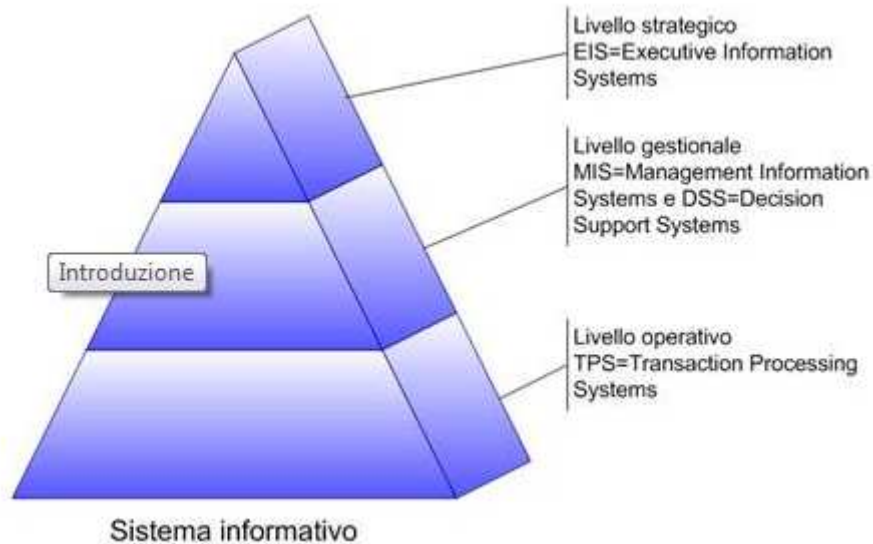 Livello strategico
EIS=Executive Information
Systems
Livello gestionale
MIS=Management Information
Systems e DSS=Decision
Support Systems
Introduzione
Livello operativo
TPS=Transaction Processing
Systems
Sistema informativo